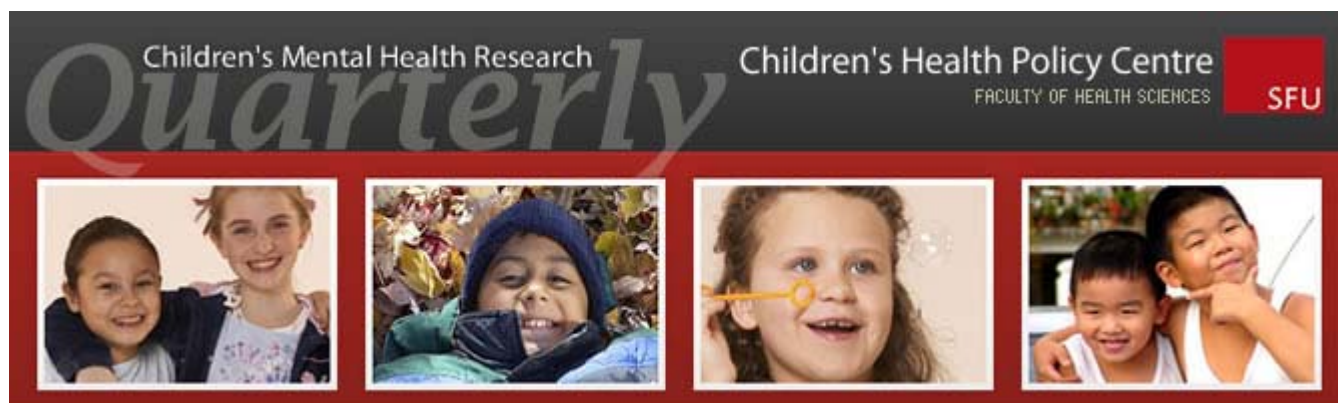 Children's Mental Health Research
Quarterly
Children's Health Policy Centre
FACULTY OF HEALTH SCIENCES
SFU